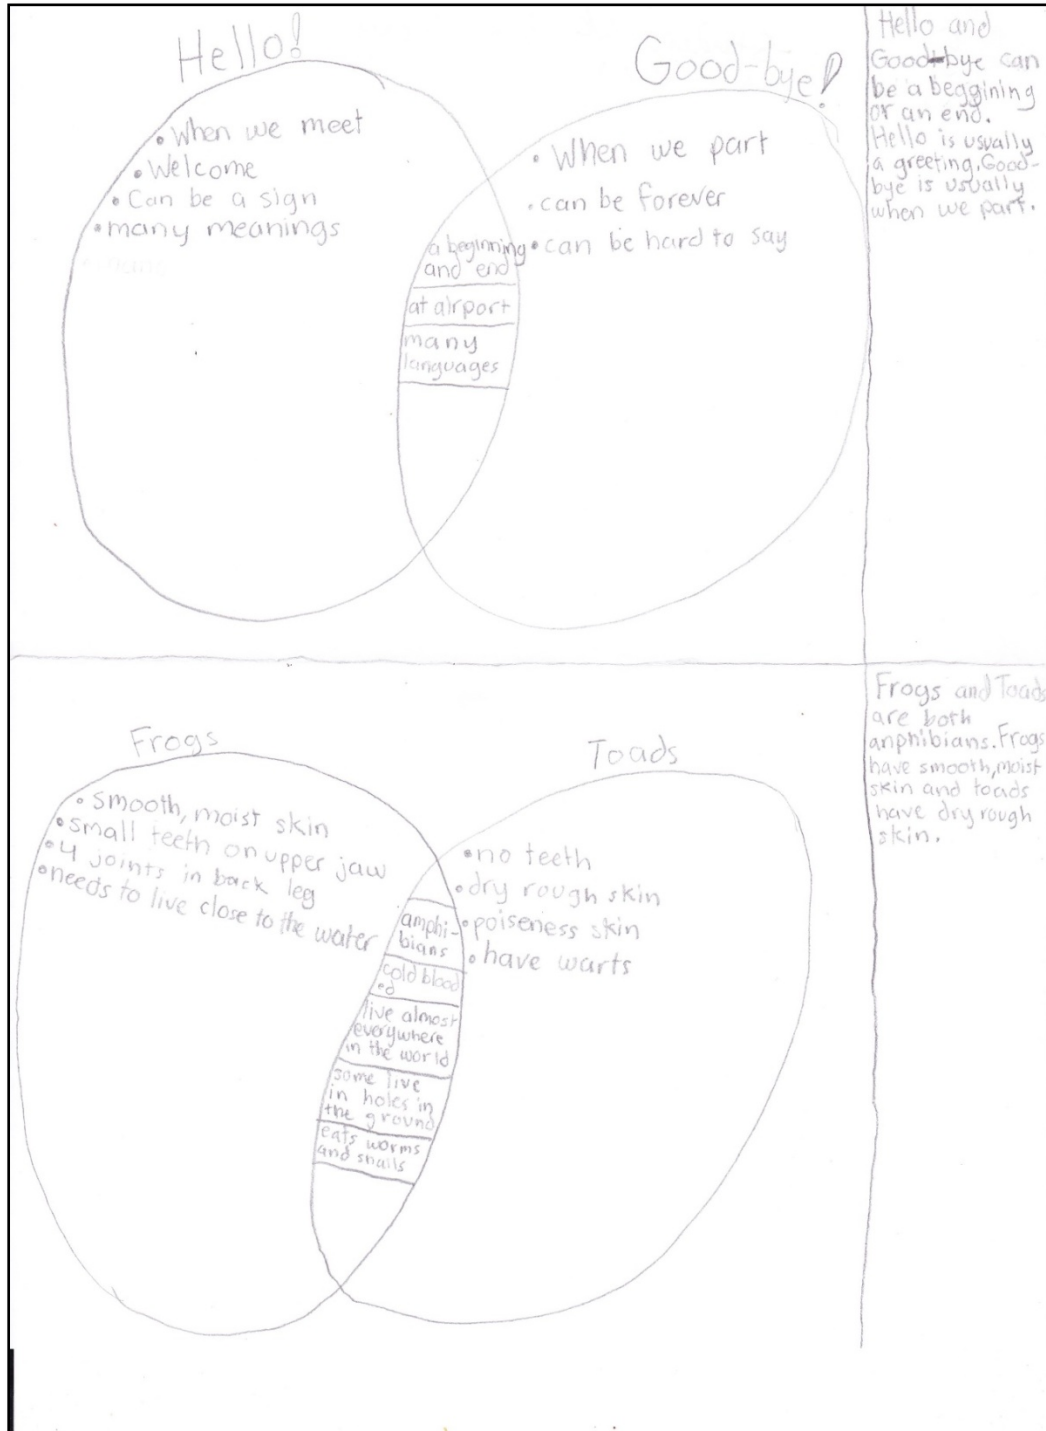 Hello!
• When we meet
• Welcome
• Can be a sign
• many meanings
a beginning
and end
at airport
many
languages
Good-bye!
• When we part
• can be forever
• can be hard to say
Hello and
Good-bye can
be a beggining
or an end.
Hello is usually
a greeting. Good-
bye is usually
when we part.
Frogs
• smooth, moist skin
• small teeth on upper jaw
• 4 joints in back leg
• needs to live close to the water
amphi-
bians
cold blood
ed
live almost
everywhere
in the world
some live
in holes in
the ground
eats worms
and snails
Toads
• no teeth
• dry rough skin
• poiseness skin
• have warts
Frogs and Toads
are both
anphibians. Frogs
have smooth, moist
skin and toads
have dry rough
skin.